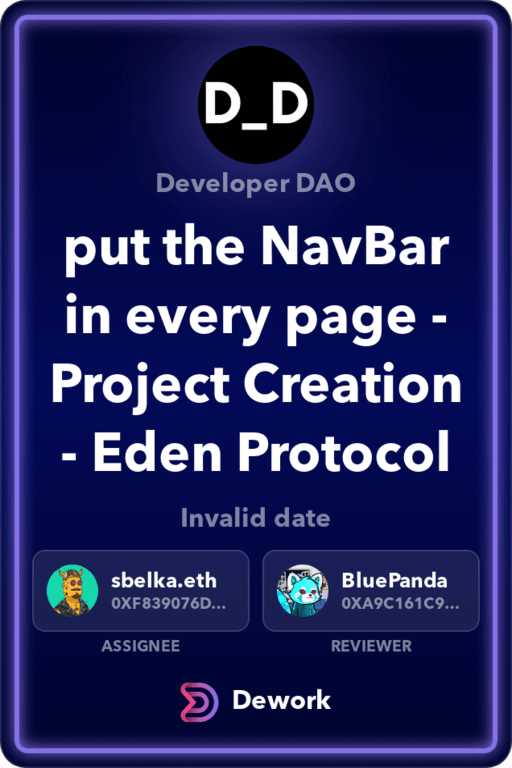 D_D
Developer DAO
put the NavBar
in every page -
Project Creation
- Eden Protocol
Invalid date
sbelka.eth
0XF839076D...
ASSIGNEE
BluePanda
0XA9C161C9...
REVIEWER
Dework